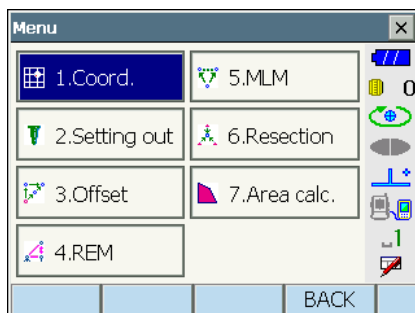 Menu
1.Coord.
5.MLM
0
2.Setting out
6.Resection
3.Offset
7.Area calc.
4.REM
1
BACK